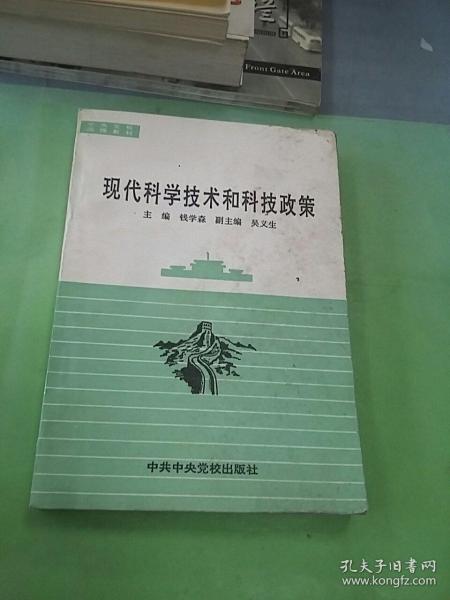 Front Gate Area
现代科学技术和科技政策
主编 钱学森 副主编 吴义生
中共中央党校出版社
孔夫子旧书网
www.kongfz.com